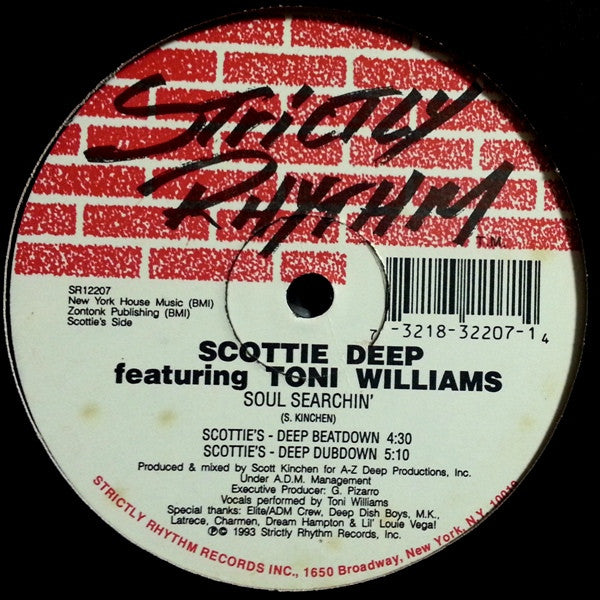 STRICTLY
RHYTHM
T.M.
SR12207
New York House Music (BMI)
Zontonk Publishing (BMI)
Scottie's Side
7 -3218-32207-1 4
SCOTTIE DEEP
featuring TONI WILLIAMS
SOUL SEARCHIN'
(S. KINCHEN)
SCOTTIE'S - DEEP BEATDOWN 4:30
SCOTTIE'S - DEEP DUBDOWN 5:10
Produced & mixed by Scott Kinchen for A-Z Deep Productions, Inc.
Under A.D.M. Management
Executive Producer: G. Pizarro
Vocals performed by Toni Williams
Special thanks: Elite/ADM Crew, Deep Dish Boys, M.K.,
Latrece, Charmen, Dream Hampton & Lil' Louie Vega!
℗© 1993 Strictly Rhythm Records, Inc.
STRICTLY RHYTHM RECORDS INC., 1650 Broadway, New York, N.Y.